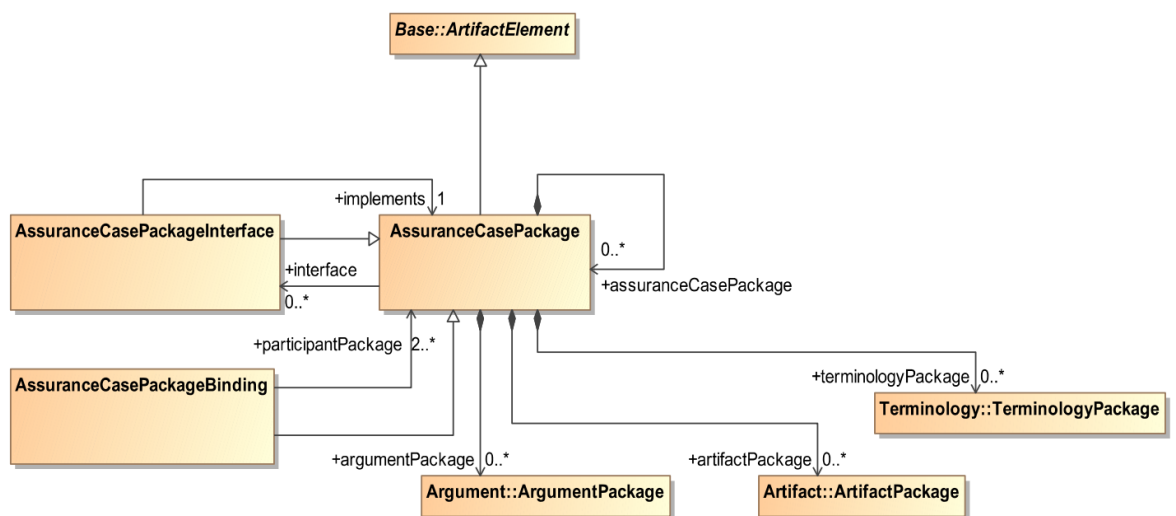 Base::ArtifactElement
+implements 1
AssuranceCasePackageInterface
AssuranceCasePackage
0..*
+interface
+assuranceCasePackage
0..*
+participantPackage 2..*
AssuranceCasePackageBinding
+terminologyPackage 0..*
Terminology::TerminologyPackage
+argumentPackage 0..*
+artifactPackage 0..*
Argument::ArgumentPackage
Artifact::ArtifactPackage